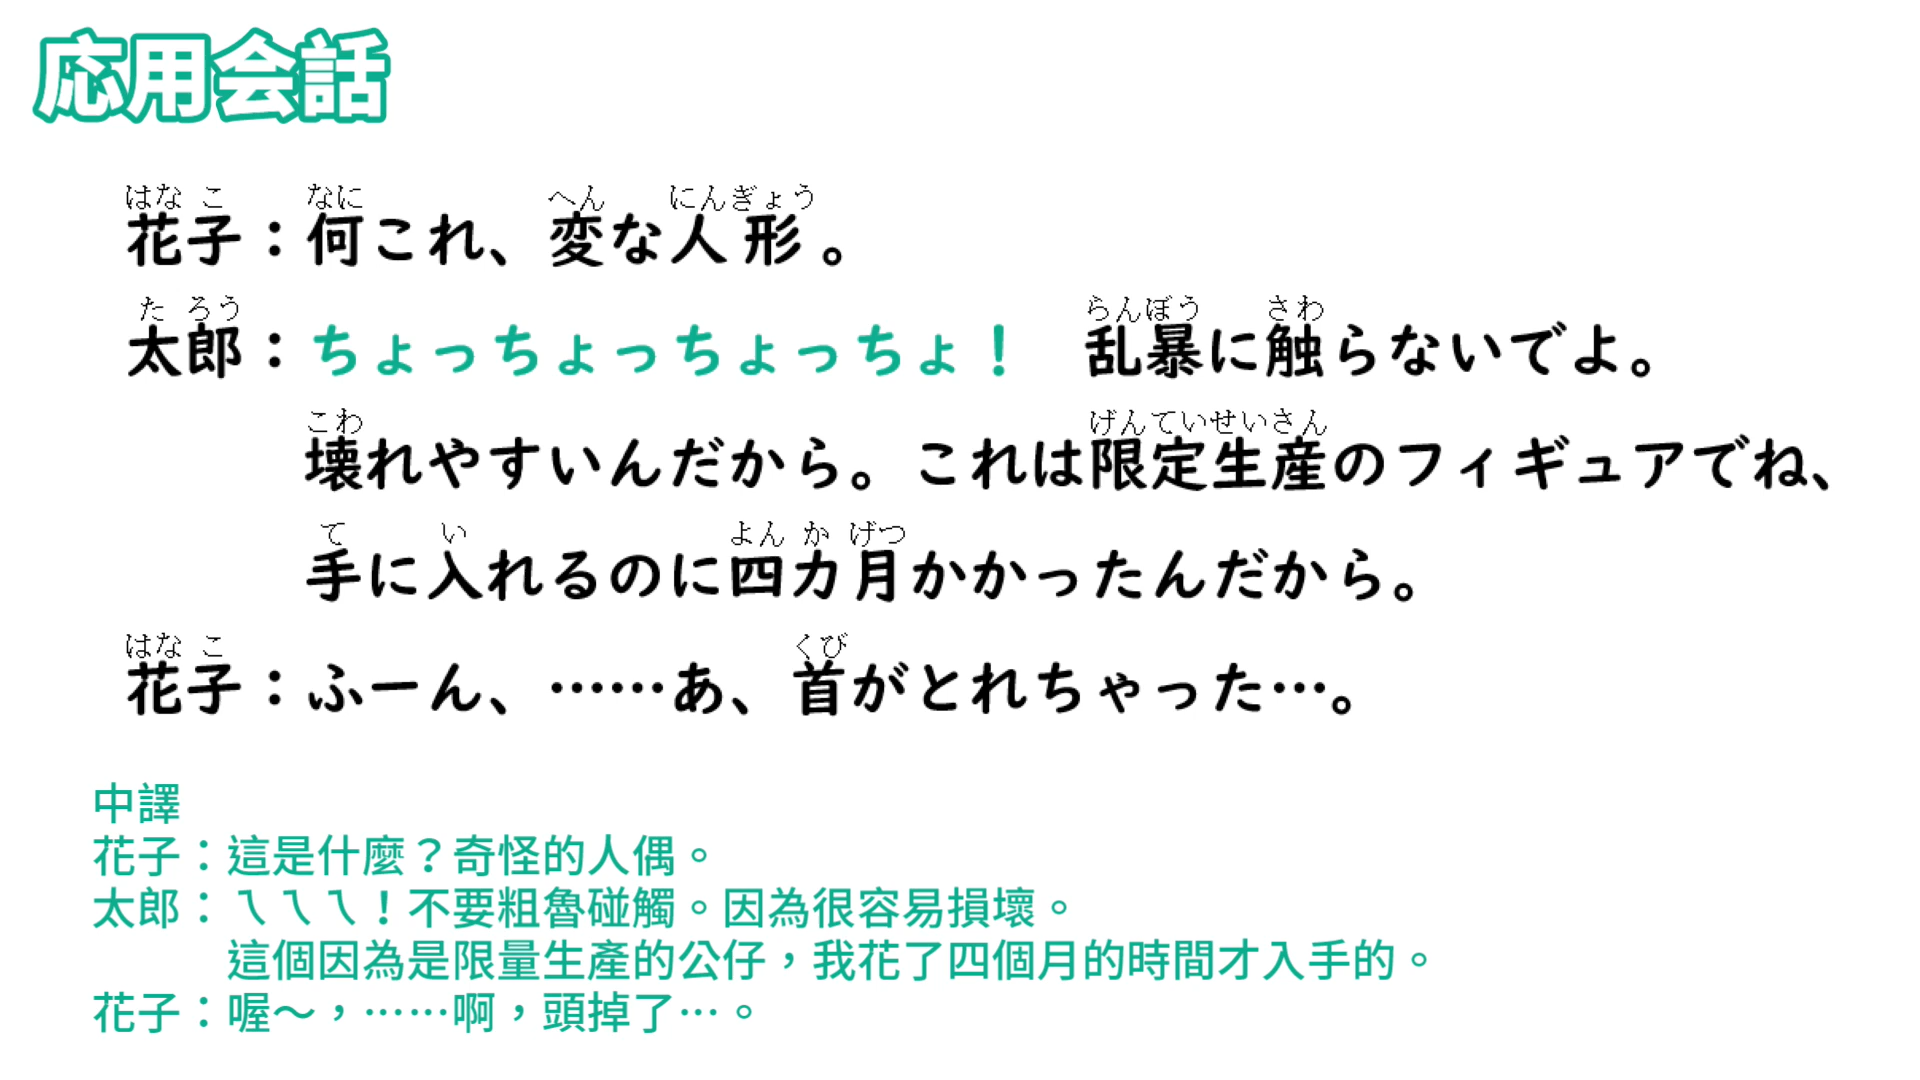 応用会話
はな こ なに へん にんぎょう
花子：何これ、変な人形。
た ろう らんぼう さわ
太郎：ちょっちょっちょっちょ！　乱暴に触らないでよ。
こわ げんていせいさん
壊れやすいんだから。これは限定生産のフィギュアでね、
て い よん か げつ
手に入れるのに四カ月かかったんだから。
はな こ くび
花子：ふーん、……あ、首がとれちゃった…。
中譯
花子：這是什麼？奇怪的人偶。
太郎：ㄟㄟㄟ！不要粗魯碰觸。因為很容易損壞。
這個因為是限量生產的公仔，我花了四個月的時間才入手的。
花子：喔～，……啊，頭掉了…。